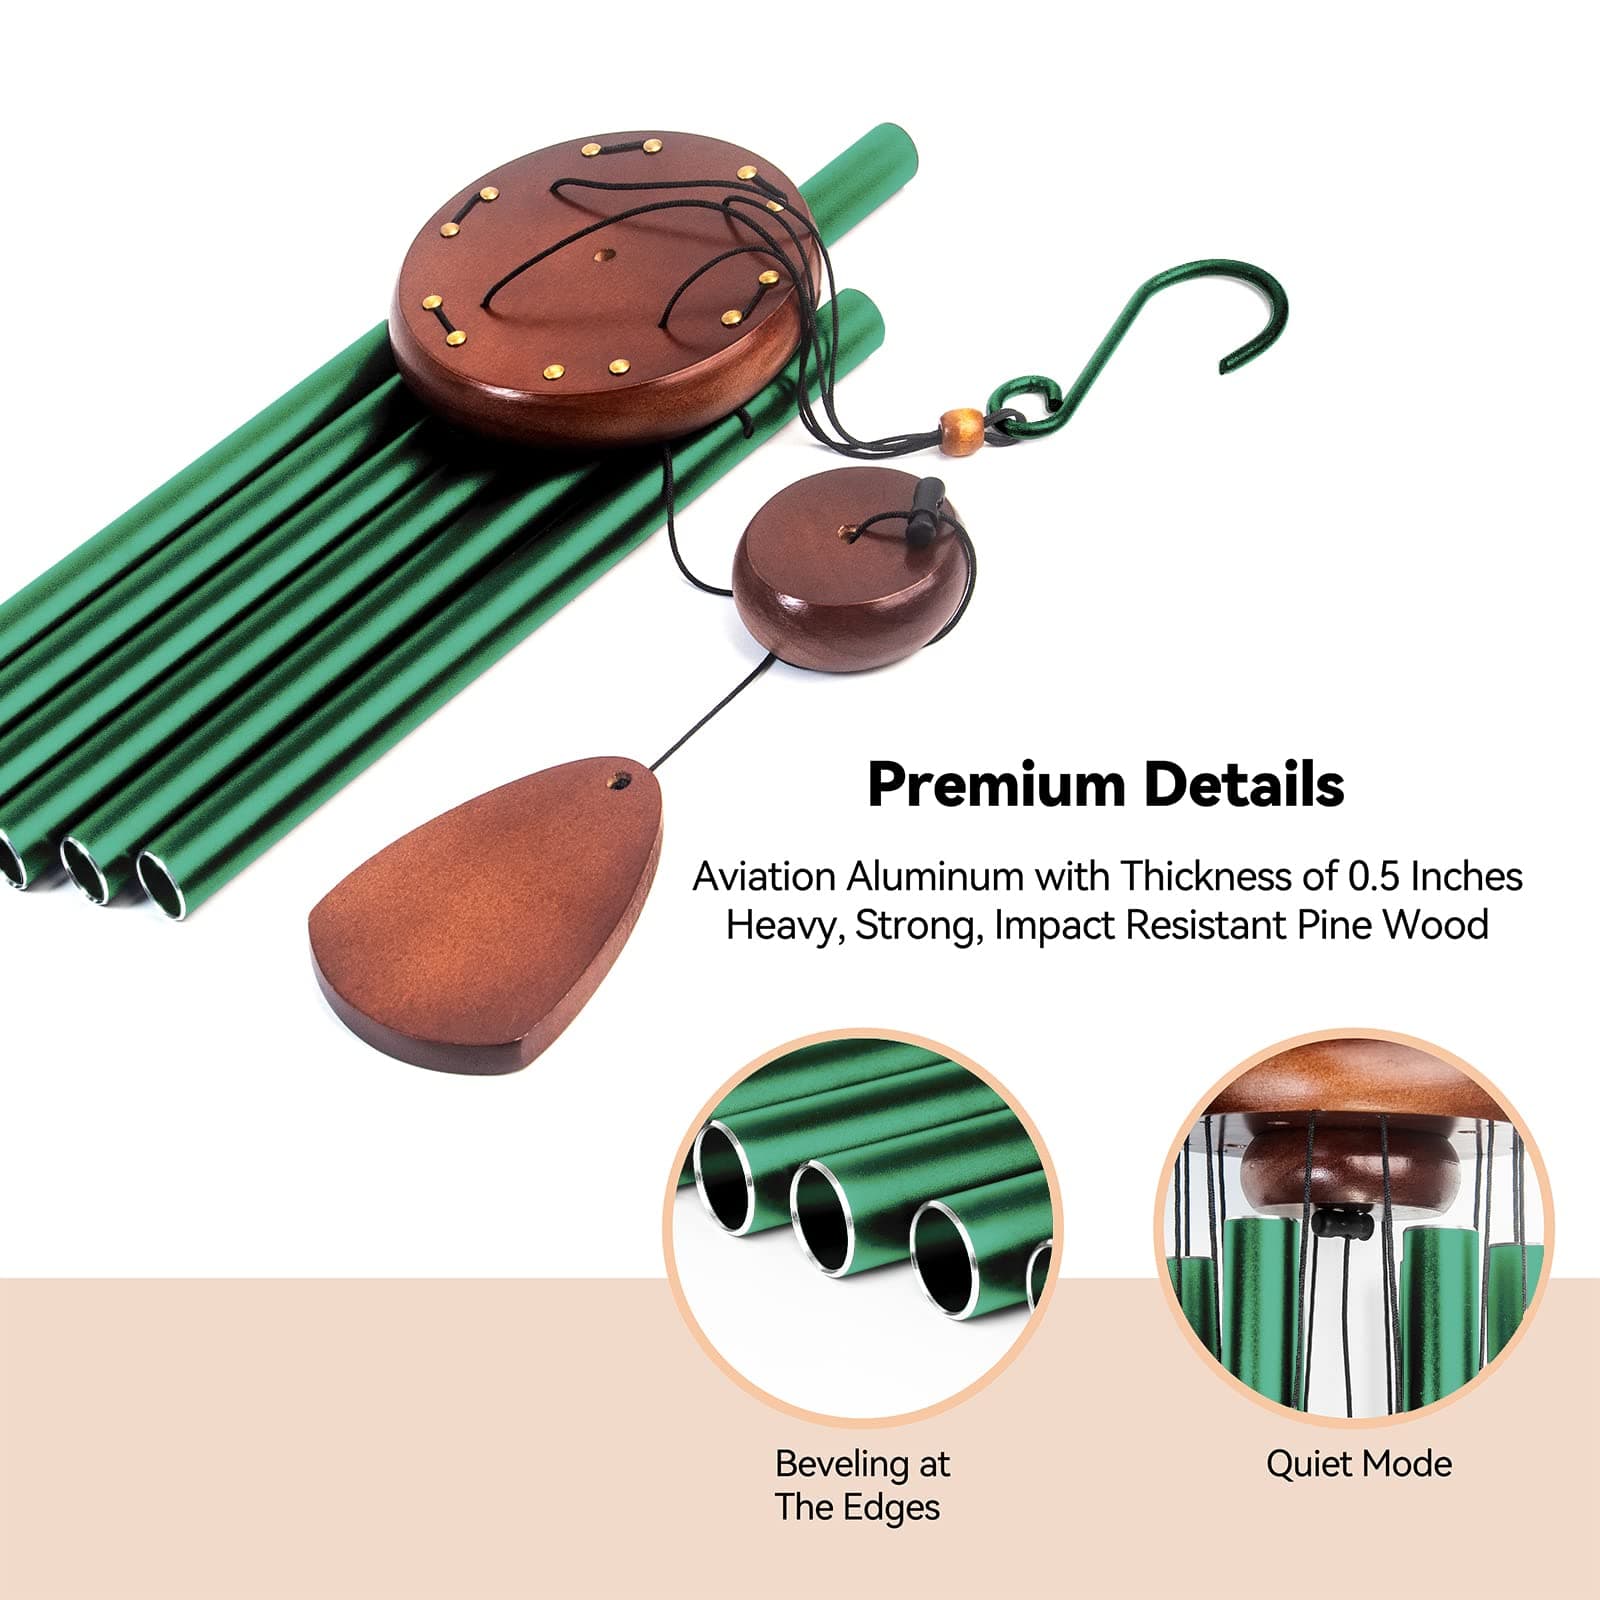 Premium Details
Aviation Aluminum with Thickness of 0.5 Inches
Heavy, Strong, Impact Resistant Pine Wood
Beveling at
The Edges
Quiet Mode